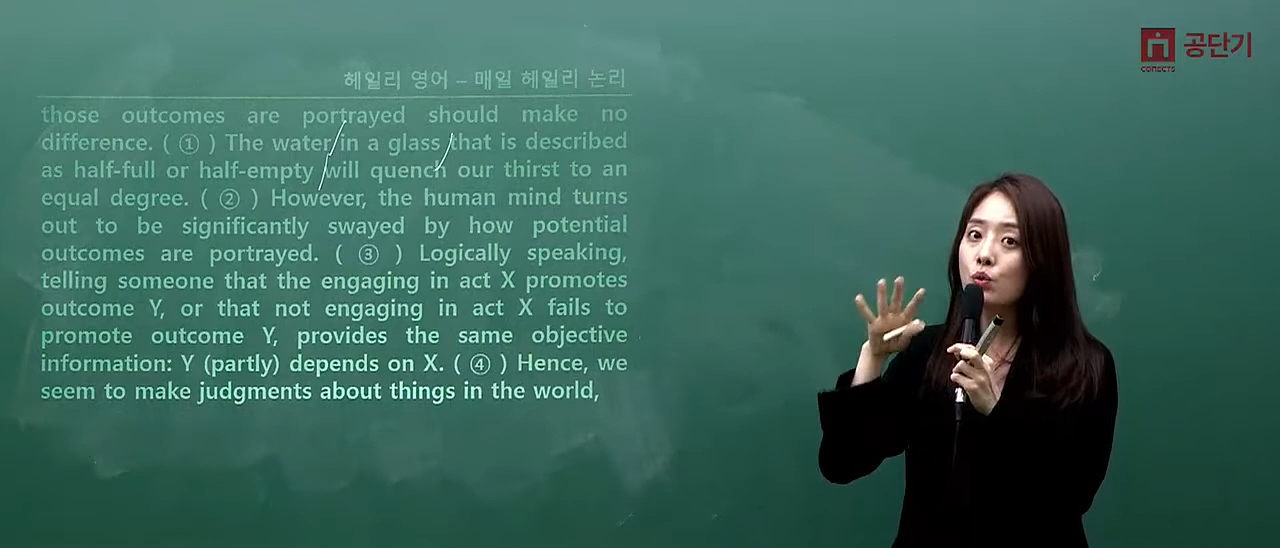 공단기
CONECTS
헤일리 영어 – 매일 헤일리 논리
those outcomes are portrayed should make no
difference. ( ① ) The water in a glass that is described
as half-full or half-empty will quench our thirst to an
equal degree. ( ② ) However, the human mind turns
out to be significantly swayed by how potential
outcomes are portrayed. ( ③ ) Logically speaking,
telling someone that the engaging in act X promotes
outcome Y, or that not engaging in act X fails to
promote outcome Y, provides the same objective
information: Y (partly) depends on X. ( ④ ) Hence, we
seem to make judgments about things in the world,